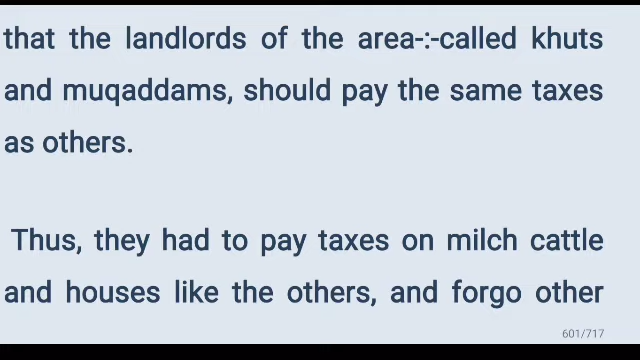 that the landlords of the area-:-called khuts
and muqaddams, should pay the same taxes
as others.
Thus, they had to pay taxes on milch cattle
and houses like the others, and forgo other
601/717